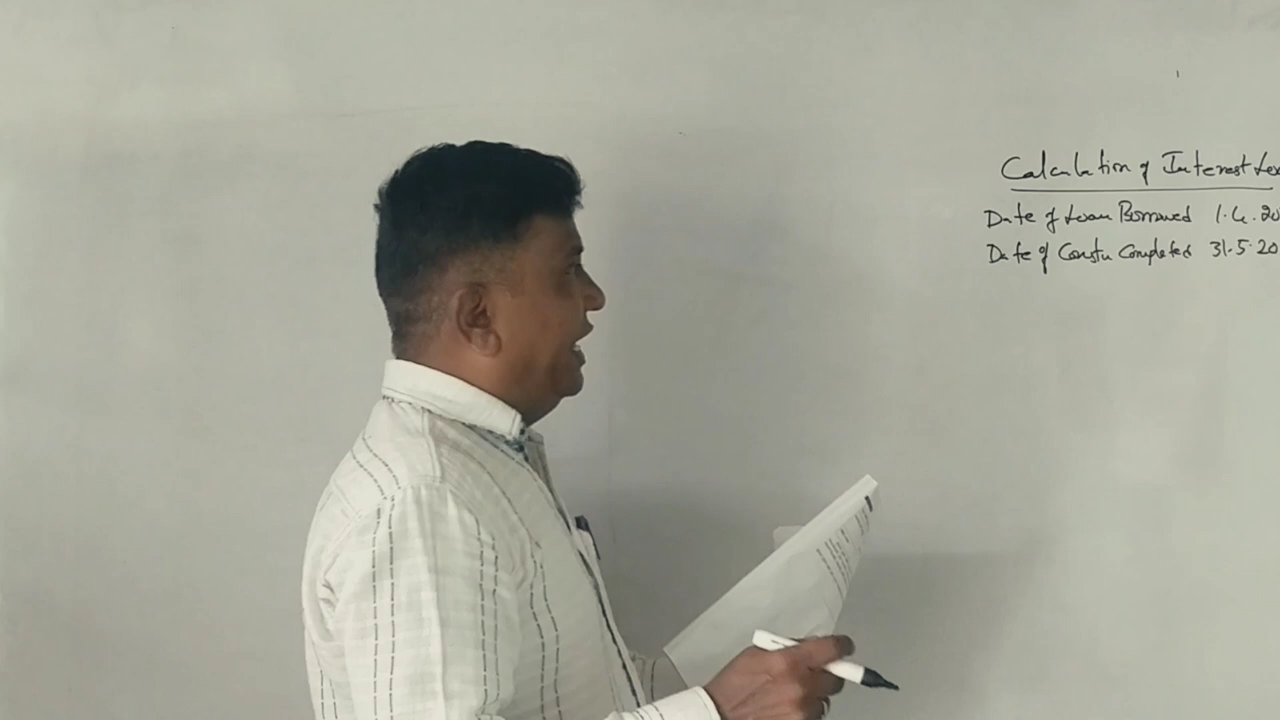 Calculation of Interest
Date of Loan Borrowed 1.4.20
Date of Constn Completed 31.5.20